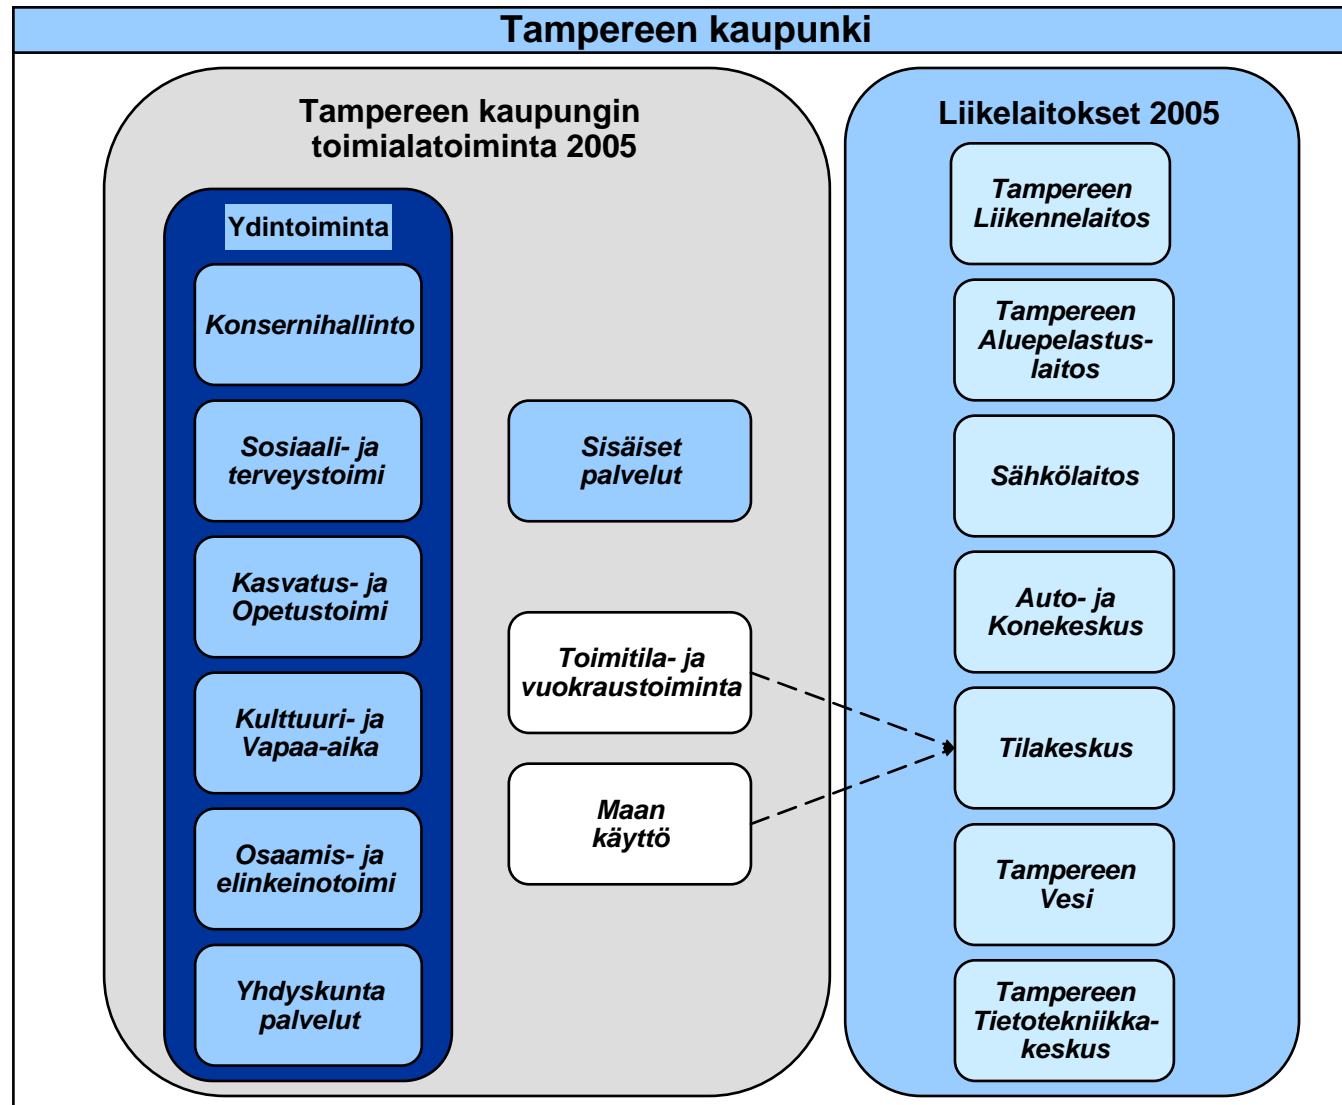 Tampereen kaupunki
Tampereen kaupungin
toimialatoiminta 2005
Ydintoiminta
Konsernihallinto
Sosiaali- ja
terveystoimi
Kasvatus- ja
Opetustoimi
Kulttuuri- ja
Vapaa-aika
Osaamis- ja
elinkeinotoimi
Yhdyskunta
palvelut
Sisäiset
palvelut
Toimitila- ja
vuokraustoiminta
Maan
käyttö
Liikelaitokset 2005
Tampereen
Liikennelaitos
Tampereen
Aluepelastus-
laitos
Sähkölaitos
Auto- ja
Konekeskus
Tilakeskus
Tampereen
Vesi
Tampereen
Tietotekniikka-
keskus